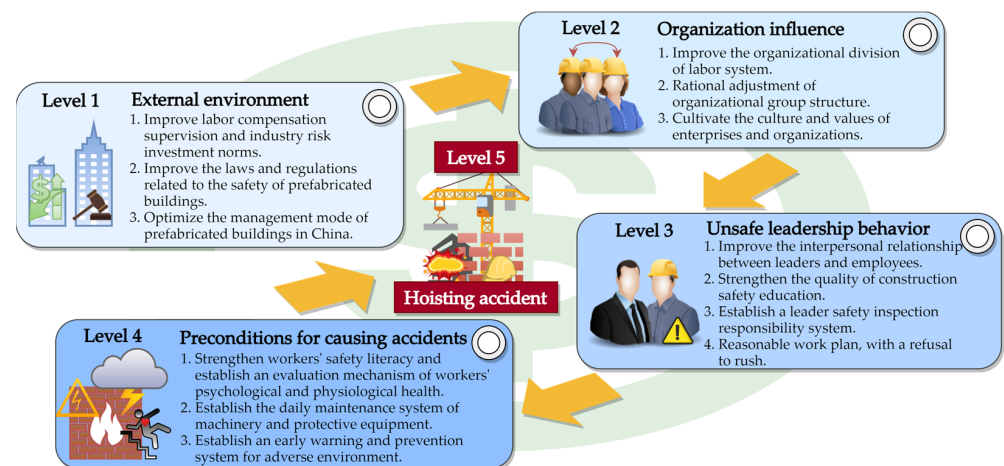 Level 1
External environment
1. Improve labor compensation
supervision and industry risk
investment norms.
2. Improve the laws and regulations
related to the safety of prefabricated
buildings.
3. Optimize the management mode of
prefabricated buildings in China.
Level 2
Organization influence
1. Improve the organizational division
of labor system.
2. Rational adjustment of
organizational group structure.
3. Cultivate the culture and values of
enterprises and organizations.
Level 3
Unsafe leadership behavior
1. Improve the interpersonal relationship
between leaders and employees.
2. Strengthen the quality of construction
safety education.
3. Establish a leader safety inspection
responsibility system.
4. Reasonable work plan, with a refusal
to rush.
Level 4
Preconditions for causing accidents
1. Strengthen workers' safety literacy and
establish an evaluation mechanism of workers'
psychological and physiological health.
2. Establish the daily maintenance system of
machinery and protective equipment.
3. Establish an early warning and prevention
system for adverse environment.
Level 5
Hoisting accident